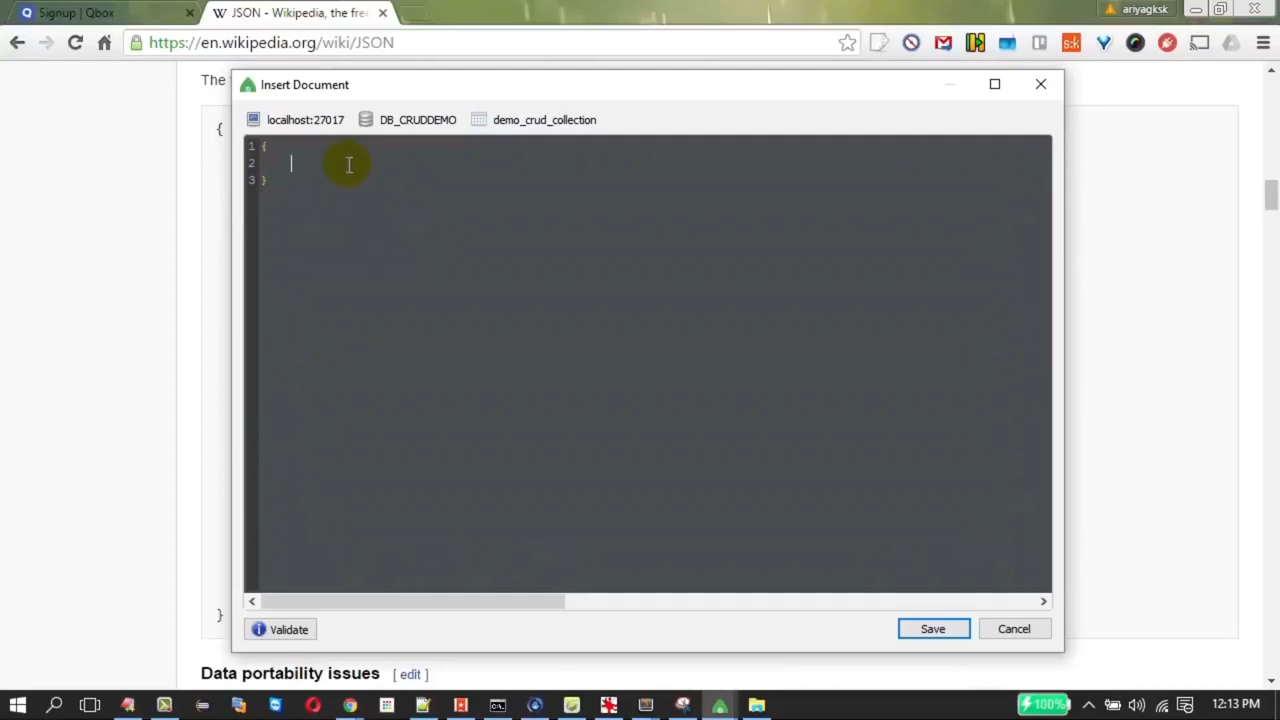 Signup | Qbox
W JSON - Wikipedia, the free
ariyagksk
https://en.wikipedia.org/wiki/JSON
s:k
The
{
Insert Document
localhost:27017 DB_CRUDDEMO demo_crud_collection
1 {
2
3 }
Validate
Save
Cancel
}
Data portability issues [ edit ]
100%
12:13 PM